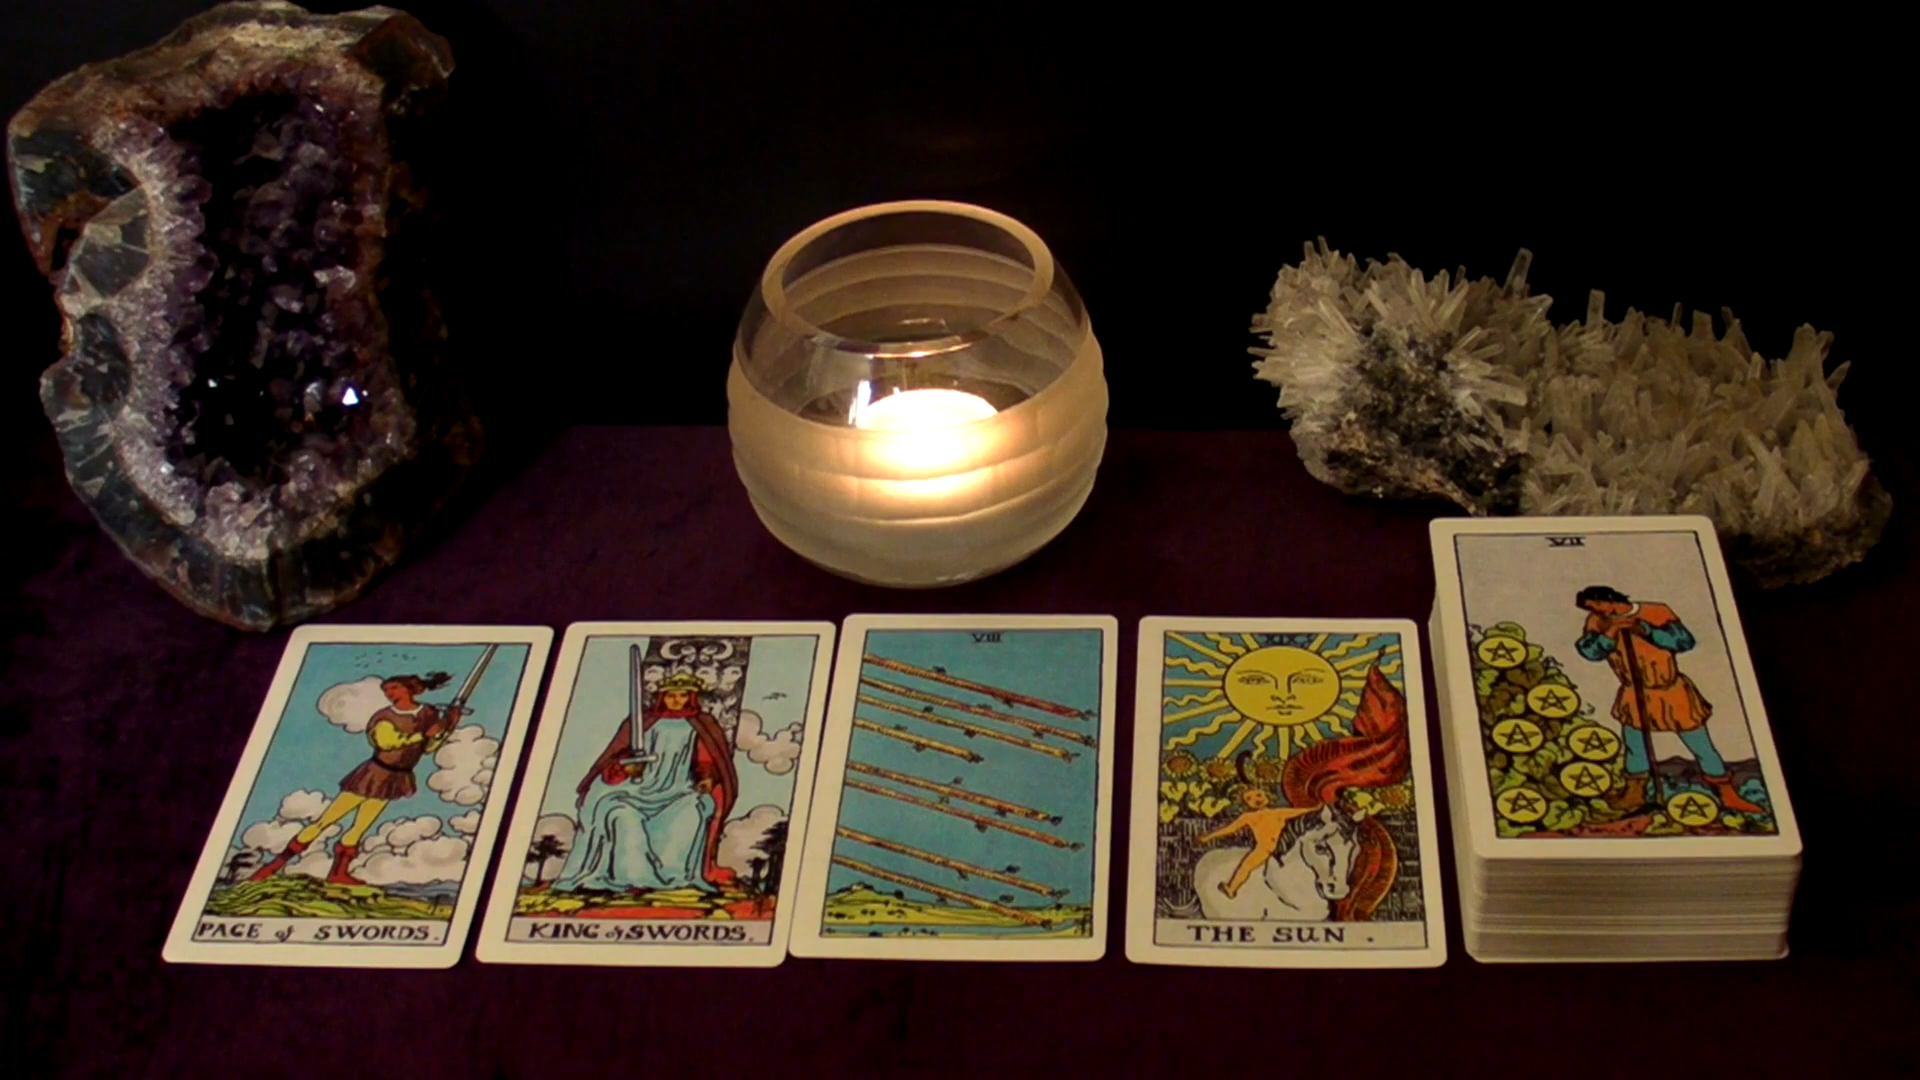 PAGE of SWORDS.
KING of SWORDS.
VIII
XIX
THE SUN .
VII